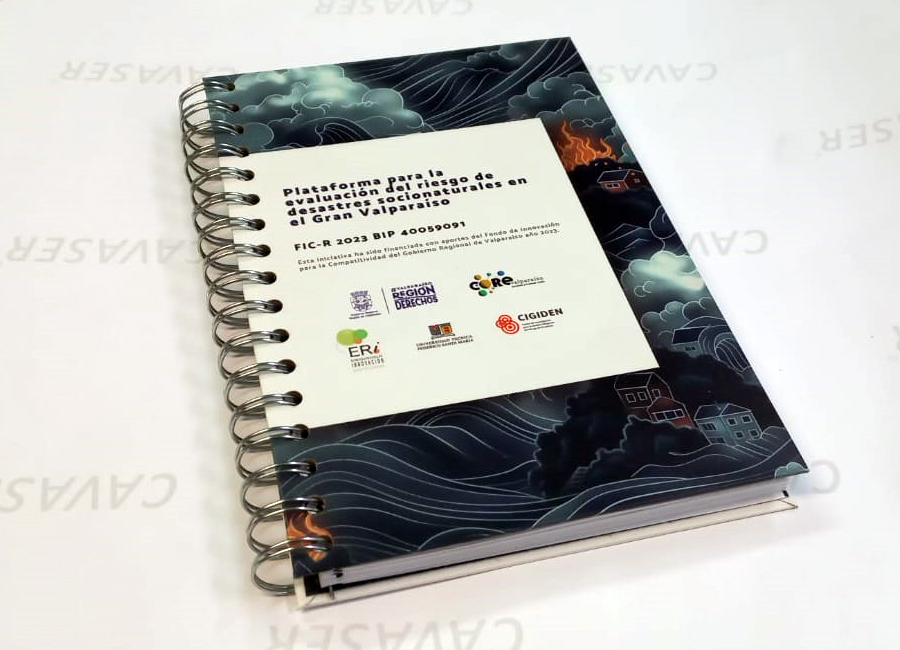 CAVASER
CAVASER
CAVASER
CAVASER
Plataforma para la
evaluación del riesgo de
desastres socionaturales en
el Gran Valparaíso
FIC-R 2023 BIP 40059091
Esta iniciativa ha sido financiada con aportes del Fondo de Innovación
para la Competitividad del Gobierno Regional de Valparaíso año 2023.
#VALPARAÍSO
REGIÓN
DERECHOS
CORE
Valparaíso
ERi
INNOVACIÓN
UNIVERSIDAD TÉCNICA
FEDERICO SANTA MARÍA
CIGIDEN
CAVASER
CAVASER
CAVASER
CAVASER